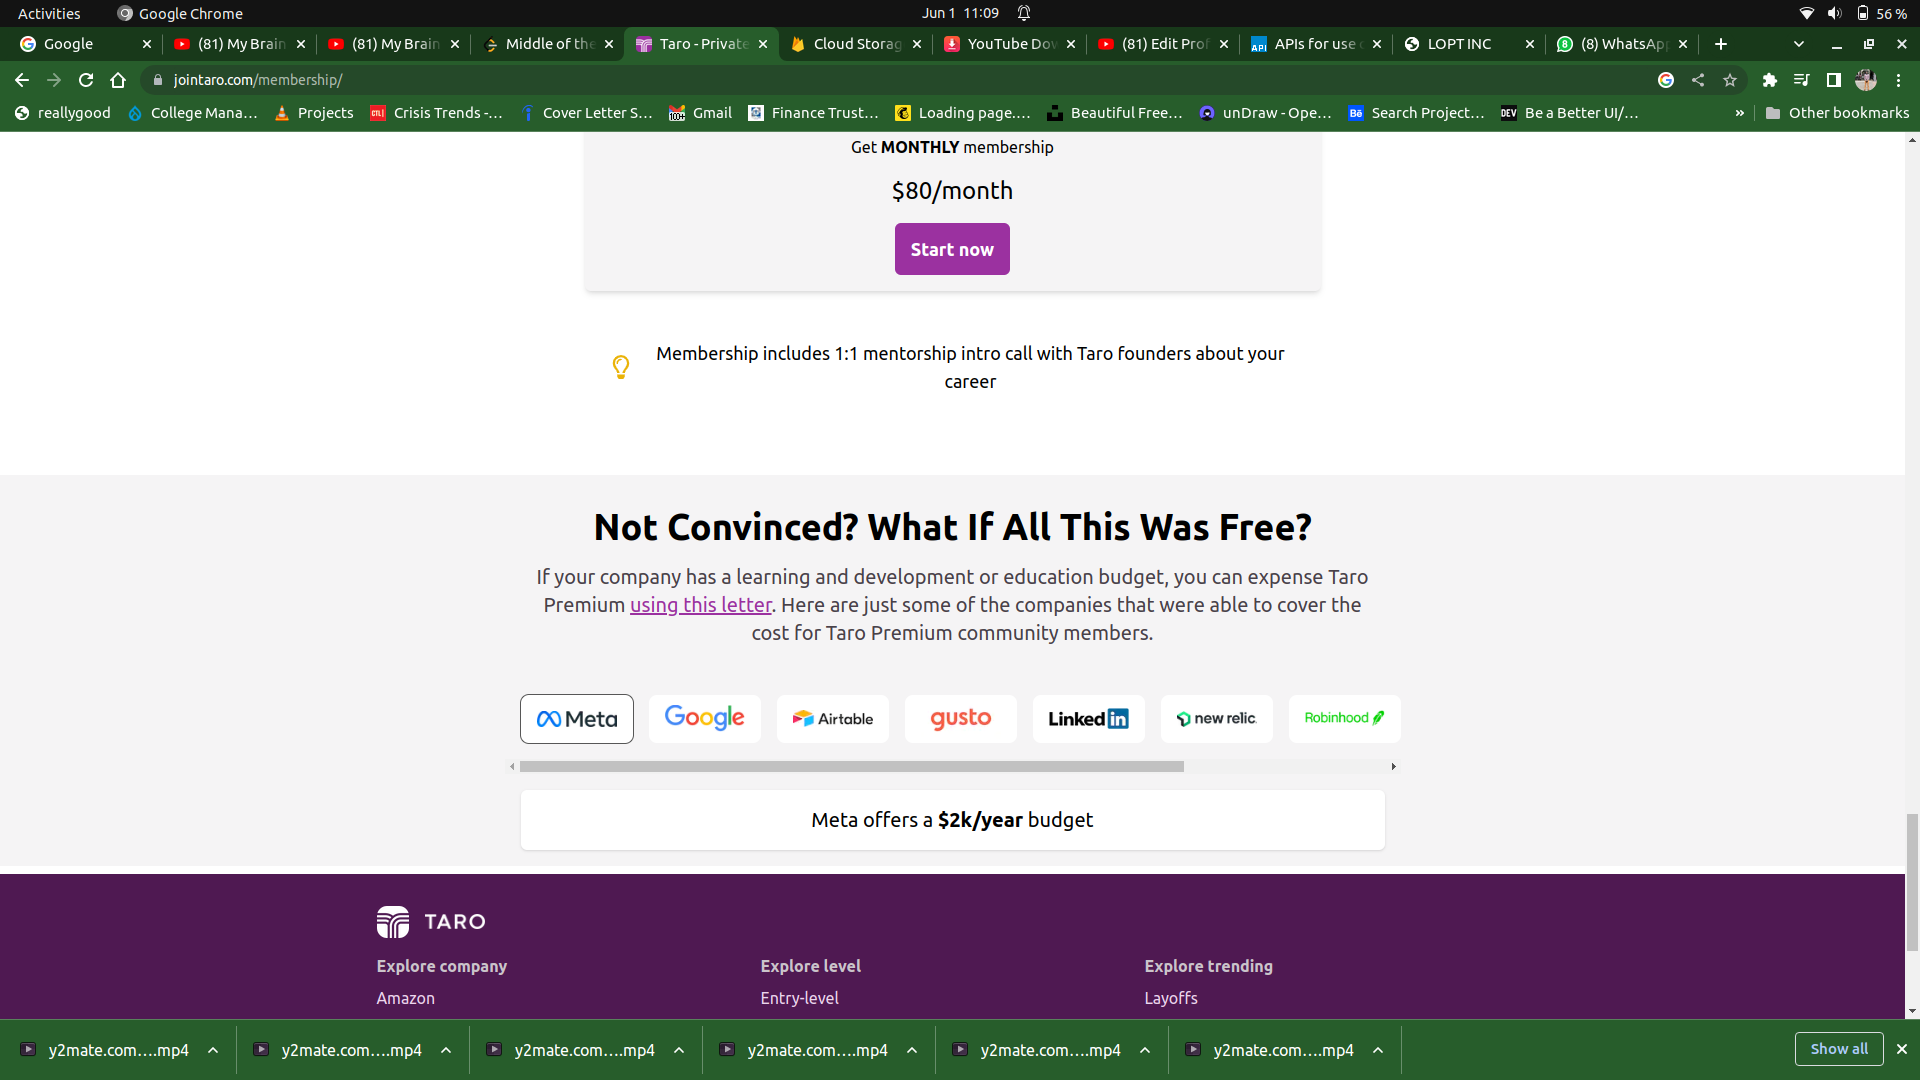 Activities
Google Chrome
Jun 1 11:09
56 %
Google
(81) My Brain
(81) My Brain
Middle of the
Taro - Private
Cloud Storag
YouTube Dow
(81) Edit Prof
APIs for use c
LOPT INC
(8) WhatsApp
jointaro.com/membership/
reallygood
College Mana...
Projects
Crisis Trends -...
Cover Letter S...
Gmail
Finance Trust...
Loading page....
Beautiful Free...
unDraw - Ope...
Search Project...
Be a Better UI/...
»
Other bookmarks
Get MONTHLY membership
$80/month
Start now
Membership includes 1:1 mentorship intro call with Taro founders about your
career
Not Convinced? What If All This Was Free?
If your company has a learning and development or education budget, you can expense Taro
Premium using this letter. Here are just some of the companies that were able to cover the
cost for Taro Premium community members.
Meta
Google
Airtable
gusto
Linked in
new relic.
Robinhood
Meta offers a $2k/year budget
TARO
Explore company
Explore level
Explore trending
Amazon
Entry-level
Layoffs
y2mate.com....mp4
y2mate.com....mp4
y2mate.com....mp4
y2mate.com....mp4
y2mate.com....mp4
y2mate.com....mp4
Show all